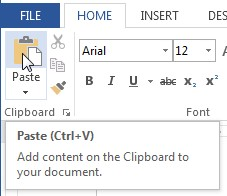 FILE HOME INSERT DES
Arial 12
Paste
B I U abc X₂ X²
Clipboard Font
Paste (Ctrl+V)
Add content on the Clipboard to
your document.